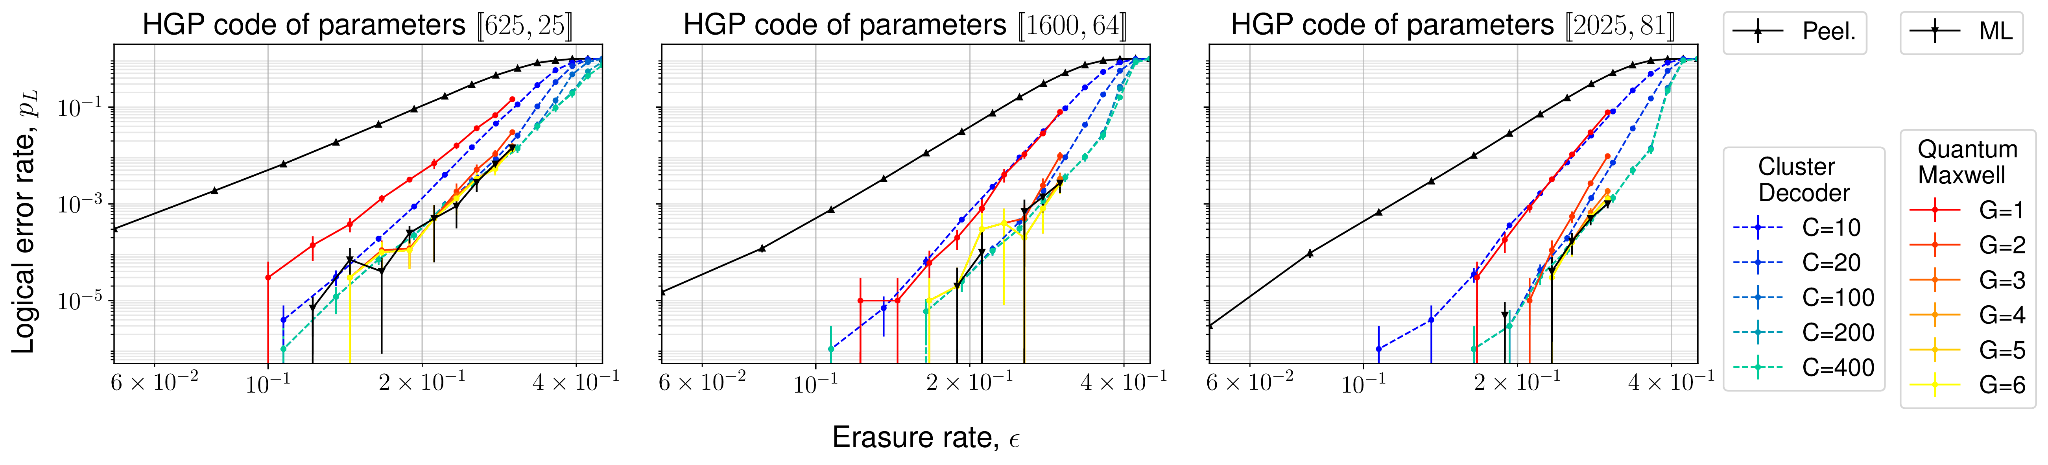 HGP code of parameters ⟦625, 25⟧
HGP code of parameters ⟦1600, 64⟧
HGP code of parameters ⟦2025, 81⟧
Peel.
ML
Logical error rate, p_L
10⁻¹
10⁻³
10⁻⁵
6 × 10⁻²
10⁻¹
2 × 10⁻¹
4 × 10⁻¹
6 × 10⁻²
10⁻¹
2 × 10⁻¹
4 × 10⁻¹
6 × 10⁻²
10⁻¹
2 × 10⁻¹
4 × 10⁻¹
Erasure rate, ϵ
Cluster
Decoder
C=10
C=20
C=100
C=200
C=400
Quantum
Maxwell
G=1
G=2
G=3
G=4
G=5
G=6